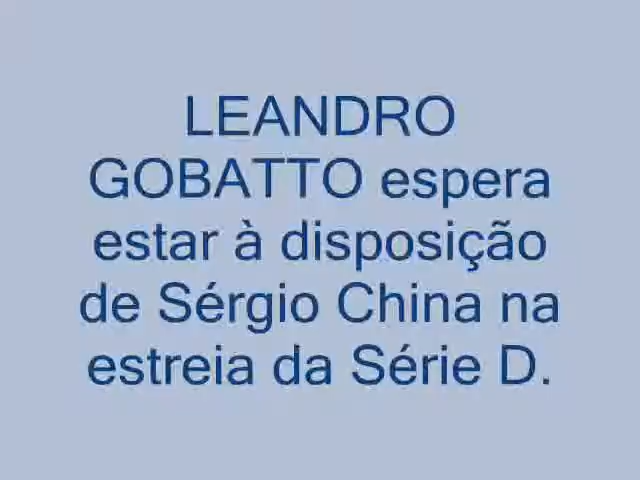 LEANDRO
GOBATTO espera
estar à disposição
de Sérgio China na
estreia da Série D.